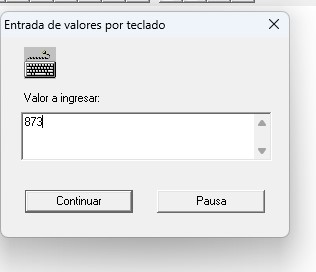 Entrada de valores por teclado
Valor a ingresar:
873
Continuar
Pausa